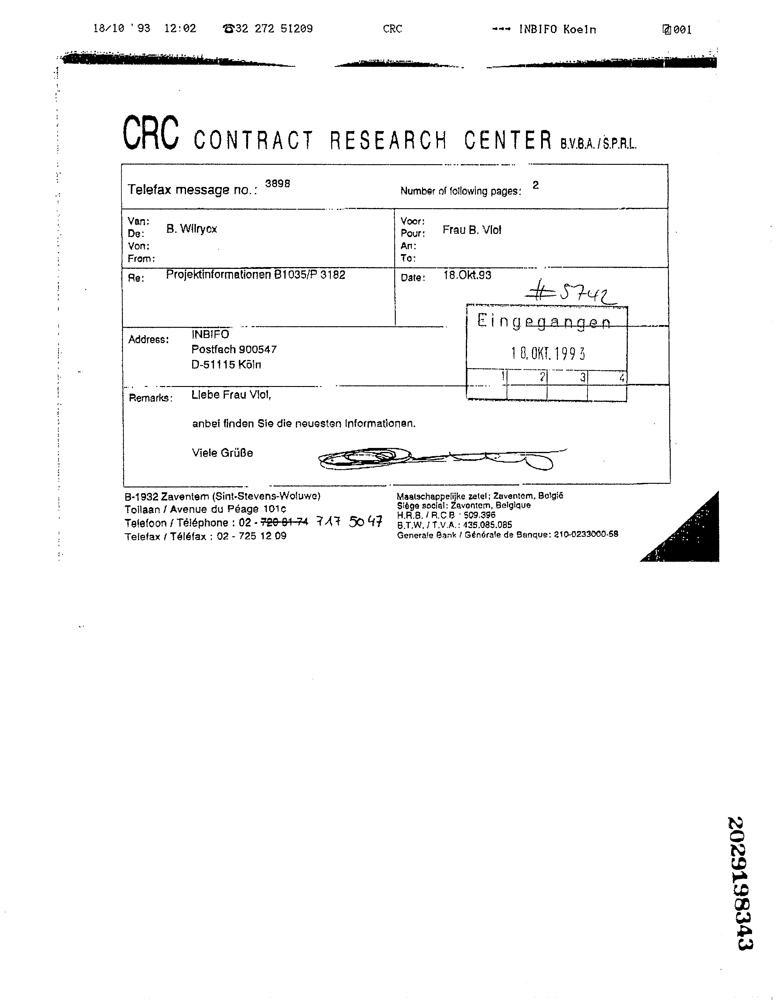 18/10 '93 12:02 ☎32 272 51209 CRC →→→ INBIFO Koeln 001
CRC CONTRACT RESEARCH CENTER B.V.B.A./S.P.R.L.
Telefax message no.: 3898 Number of following pages: 2
Van: Voor:
De: B. Wilrycx Pour: Frau B. Viol
Von: An:
From: To:
Re: Projektinformationen B1035/P 3182 Date: 18.Okt.93
# 5742
Eingegangen
Address: INBIFO
Postfach 900547 18. OKT. 1993
D-51115 Köln
1 2 3 4
Remarks: Liebe Frau Viol,
anbei finden Sie die neuesten Informationen.
Viele Grüße
B-1932 Zaventem (Sint-Stevens-Woluwe) Maatschappelijke zetel: Zaventem, België
Tollaan / Avenue du Péage 101c Siège social: Zaventem, Belgique
H.R.B. / R.C.B. 509.396
Telefoon / Téléphone : 02 - 720 81 74 717 5047 B.T.W. / T.V.A.: 435.085.085
Telefax / Téléfax : 02 - 725 12 09 Generale Bank / Générale de Banque: 210-0233000-58
2029198343